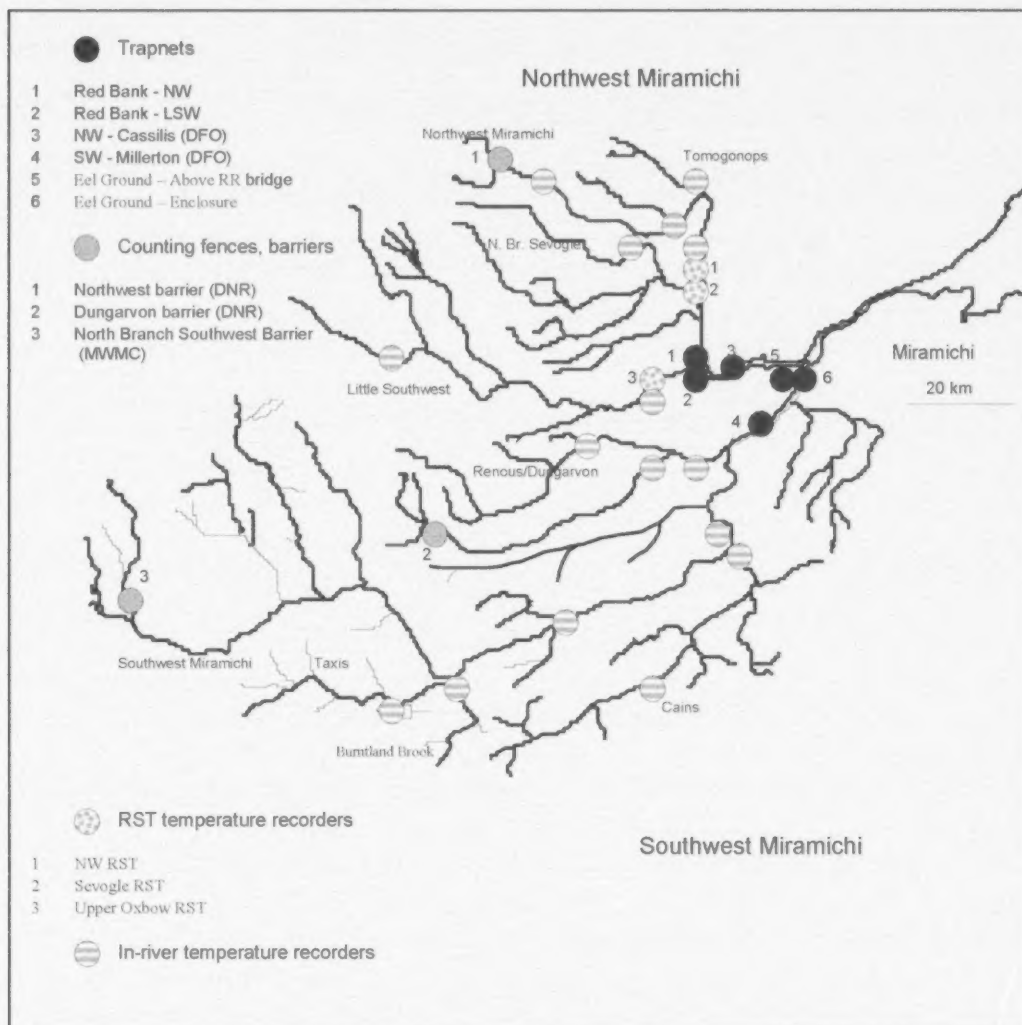 Trapnets
1 Red Bank - NW
2 Red Bank - LSW
3 NW - Cassilis (DFO)
4 SW - Millerton (DFO)
5 Eel Ground – Above RR bridge
6 Eel Ground – Enclosure
Counting fences, barriers
1 Northwest barrier (DNR)
2 Dungarvon barrier (DNR)
3 North Branch Southwest Barrier
(MWMC)
Northwest Miramichi
Northwest Miramichi
1
Tomogonops
N. Br. Sevogle
1
2
1
3
5
Miramichi
3
2
6
20 km
Little Southwest
4
Renous/Dungarvon
2
3
Southwest Miramichi
Taxis
Cains
Burntland Brook
RST temperature recorders
1 NW RST
2 Sevogle RST
3 Upper Oxbow RST
In-river temperature recorders
Southwest Miramichi